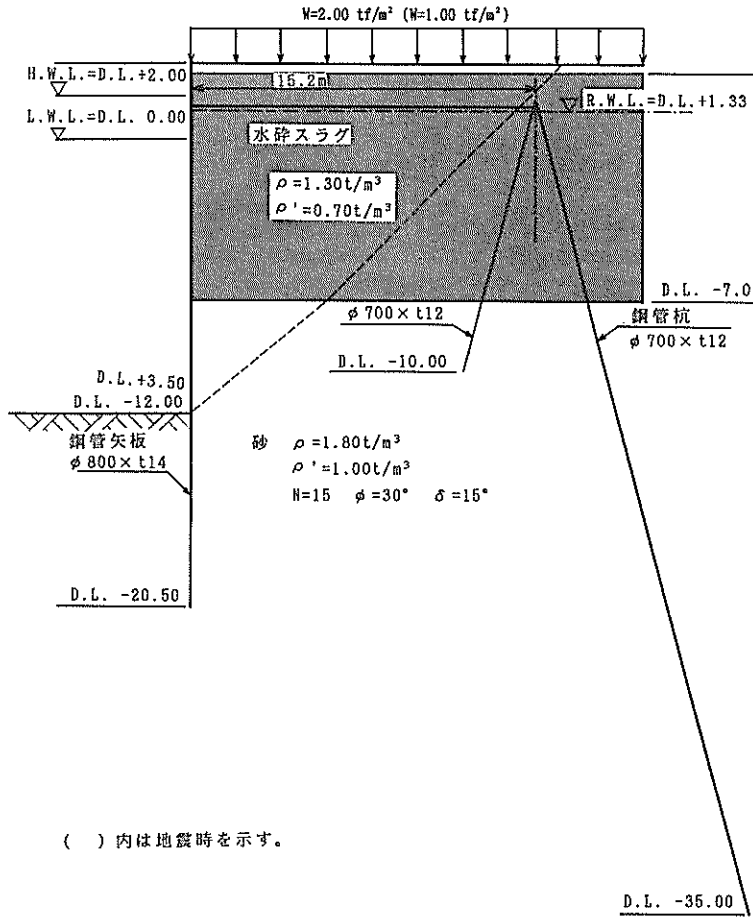 W=2.00 tf/m² (W=1.00 tf/m²)
H.W.L.=D.L.+2.00
15.2m
R.W.L.=D.L.+1.33
L.W.L.=D.L. 0.00
水砕スラグ
ρ=1.30t/m³
ρ'=0.70t/m³
D.L. -7.0
φ700×t12
鋼管杭
φ700×t12
D.L. -10.00
D.L.+3.50
D.L. -12.00
鋼管矢板
φ800×t14
砂 ρ=1.80t/m³
ρ'=1.00t/m³
N=15 φ=30° δ=15°
D.L. -20.50
( )内は地震時を示す。
D.L. -35.00